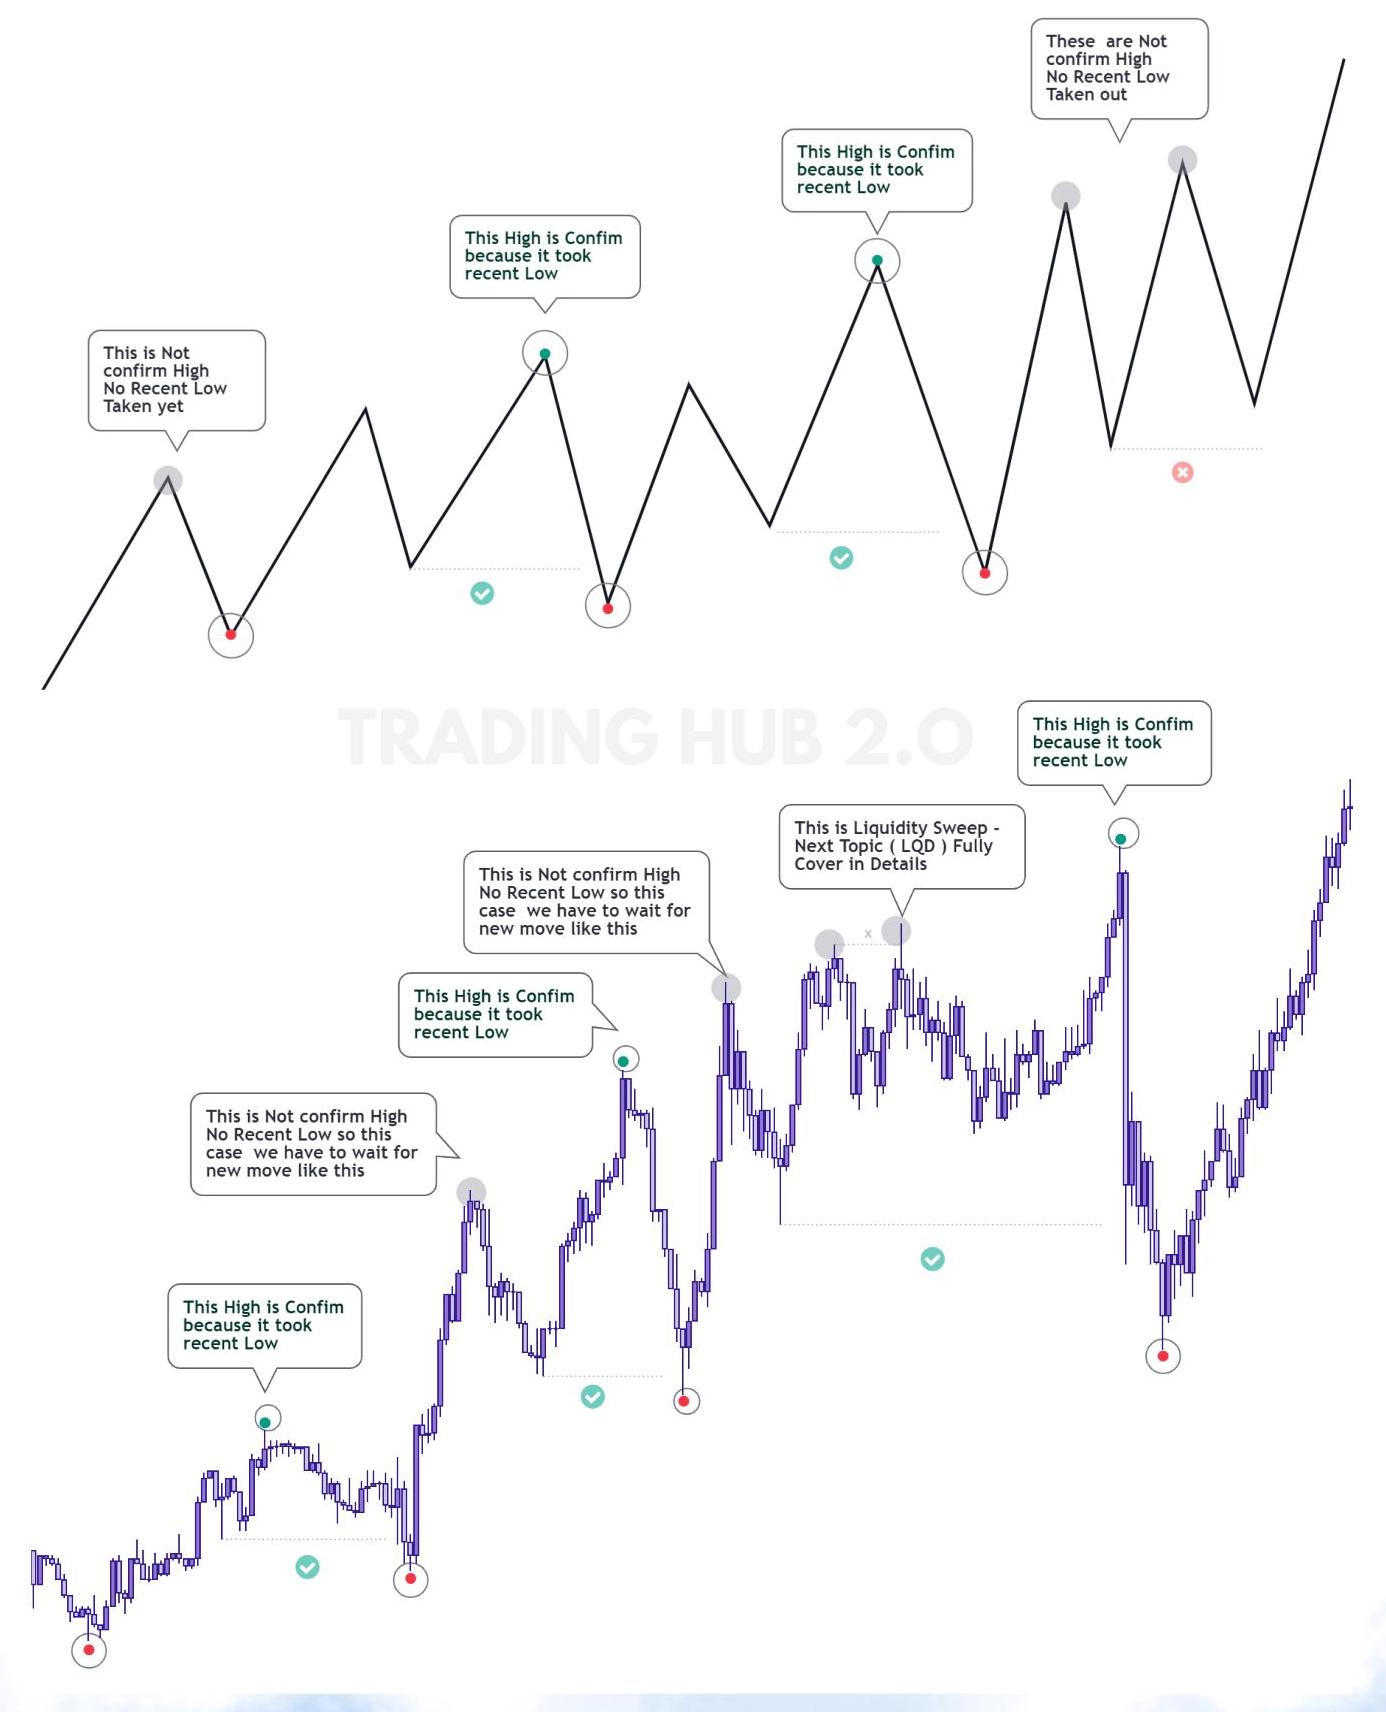 These  are Not
confirm High
No Recent Low
Taken out
This High is Confim
because it took
recent Low
This High is Confim
because it took
recent Low
This is Not
confirm High
No Recent Low
Taken yet
TRADING HUB 2.O
This High is Confim
because it took
recent Low
This is Liquidity Sweep -
Next Topic ( LQD ) Fully
Cover in Details
This is Not confirm High
No Recent Low so this
case  we have to wait for
new move like this
x
This High is Confim
because it took
recent Low
This is Not confirm High
No Recent Low so this
case  we have to wait for
new move like this
This High is Confim
because it took
recent Low